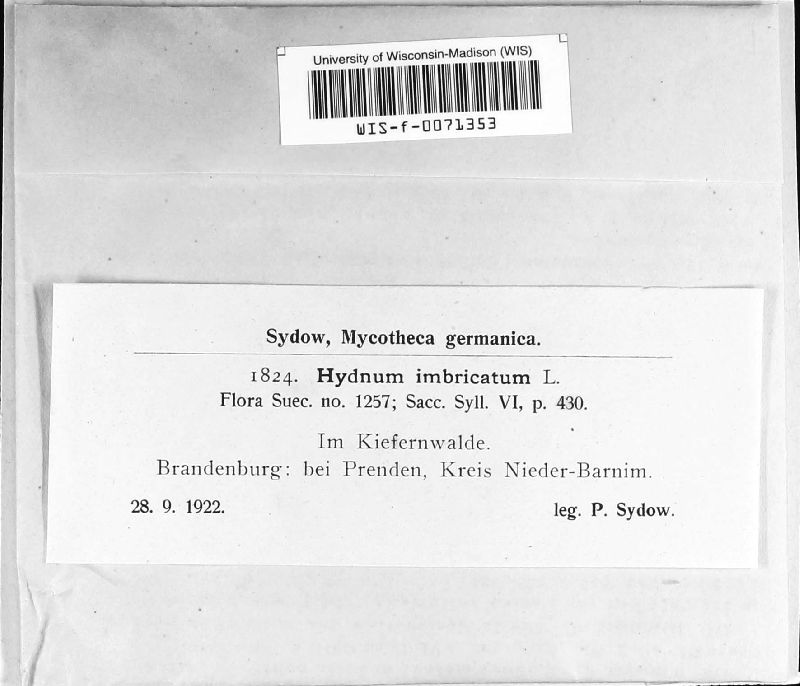 University of Wisconsin-Madison (WIS)
WIS-f-0071353
Sydow, Mycotheca germanica.
1824. Hydnum imbricatum L.
Flora Suec. no. 1257; Sacc. Syll. VI, p. 430.
Im Kiefernwalde.
Brandenburg: bei Prenden, Kreis Nieder-Barnim.
28. 9. 1922. leg. P. Sydow.